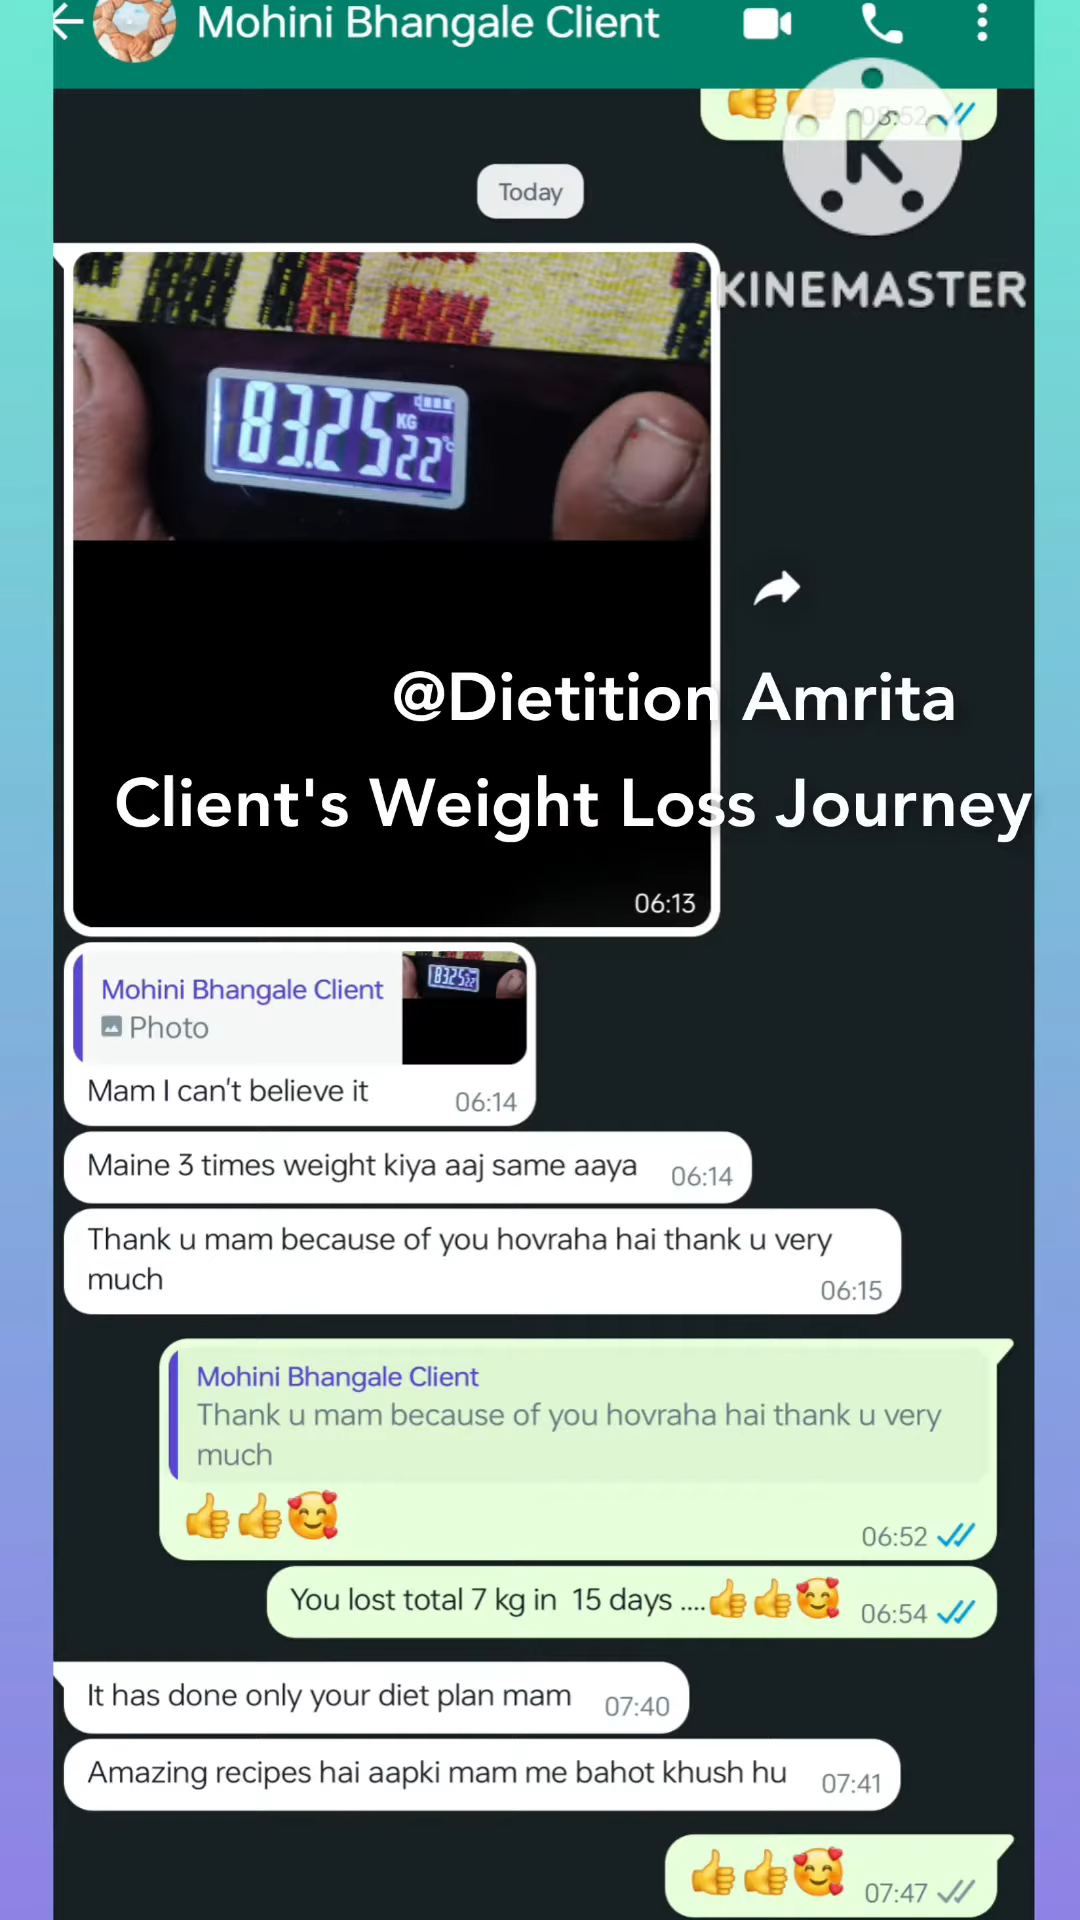 Mohini Bhangale Client
08:52
K
Today
KINEMASTER
83.25 KG
22°C
@Dietition Amrita
Client's Weight Loss Journey
06:13
Mohini Bhangale Client
Photo
83.25 22
Mam I can't believe it 06:14
Maine 3 times weight kiya aaj same aaya 06:14
Thank u mam because of you hovraha hai thank u very
much 06:15
Mohini Bhangale Client
Thank u mam because of you hovraha hai thank u very
much
👍👍🥰 06:52
You lost total 7 kg in 15 days ....👍👍🥰 06:54
It has done only your diet plan mam 07:40
Amazing recipes hai aapki mam me bahot khush hu 07:41
👍👍🥰 07:47